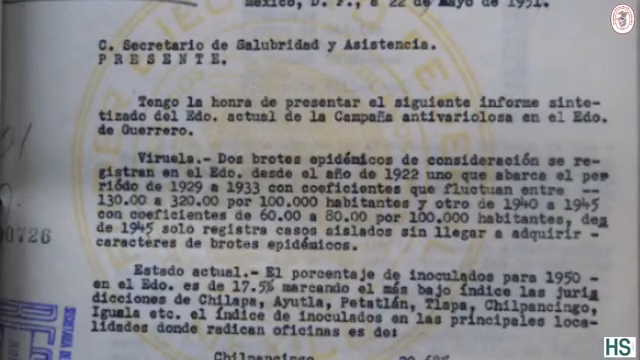 México, D. F., a 22 de Mayo de 1951.
C. Secretario de Salubridad y Asistencia.
P R E S E N T E.
Tengo la honra de presentar el siguiente informe sinte-
tizado del Edo. actual de la Campaña antivariolosa en el Edo.
de Guerrero.
Viruela.- Dos brotes epidémicos de consideración se re-
gistran en el Edo. desde el año de 1922 uno que abarca el per
riódo de 1929 a 1933 con coeficientes que fluctuan entre --
130.00 a 320.00 por 100.000 habitantes y otro de 1940 a 1945
con coeficientes de 60.00 a 80.00 por 100.000 habitantes, des
de 1945 solo registra casos aislados sin llegar a adquirir -
caracteres de brotes epidémicos.
00726
Estado actual.- El porcentaje de inoculados para 1950 -
en el Edo. es de 17.5% marcando el más bajo índice las juris
dicciones de Chilapa, Ayutla, Petatlán, Tlapa, Chilpancingo,
Iguala etc. el índice de inoculados en las principales loca-
lidades donde radican oficinas es de:
Chilpancingo
HS